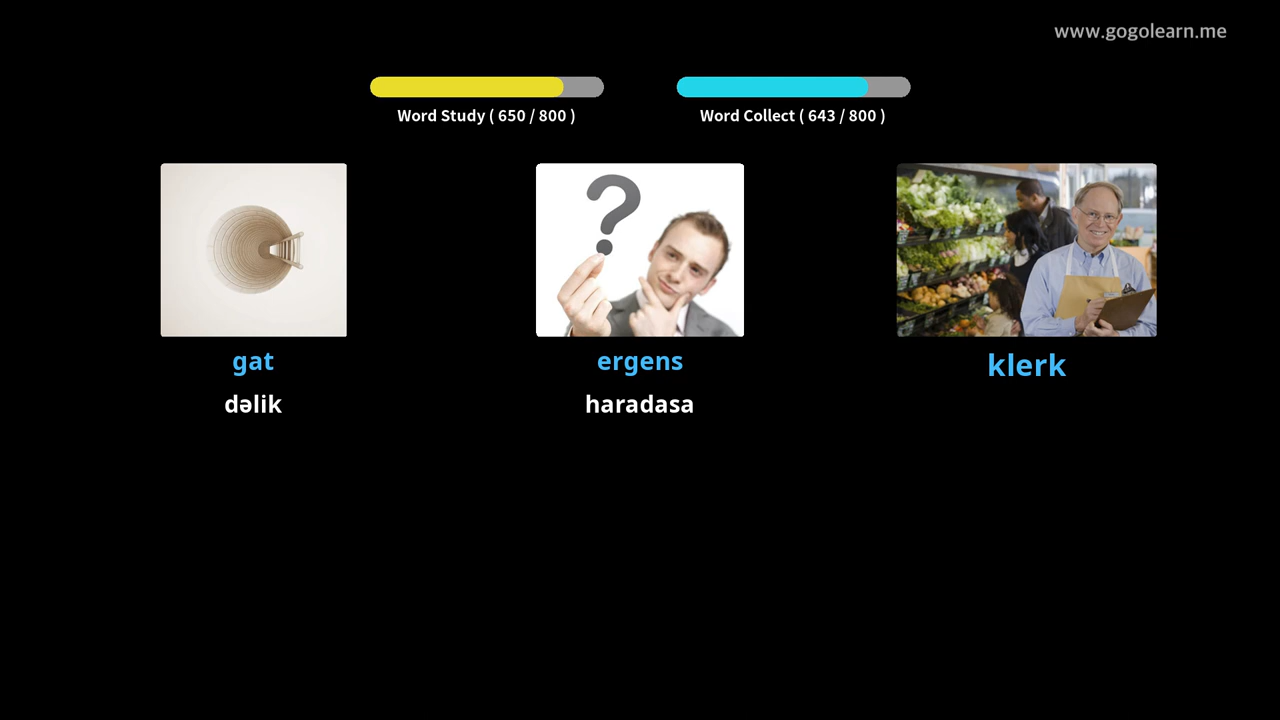 www.gogolearn.me
Word Study ( 650 / 800 )
Word Collect ( 643 / 800 )
gat
dəlik
ergens
haradasa
klerk